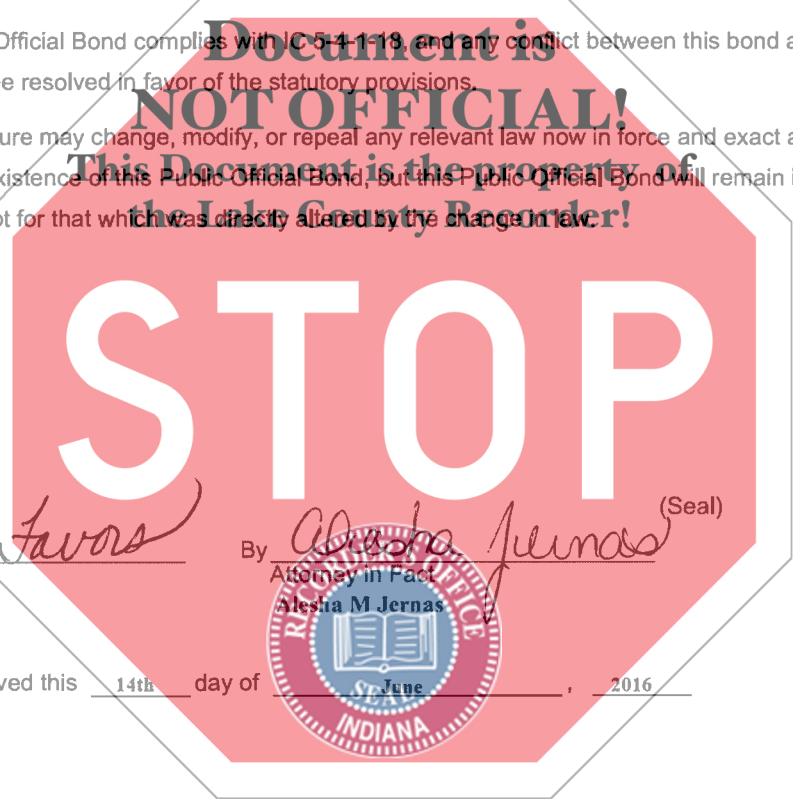 Document is
Official Bond complies with IC 5-4-1-18, and any conflict between this bond a
e resolved in favor of the statutory provisions.
NOT OFFICIAL!
ure may change, modify, or repeal any relevant law now in force and exact a
This Document is the property of
xistence of this Public Official Bond, but this Public Official Bond will remain i
the Lake County Recorder!
t for that which was directly altered by the change in law.
STOP
(Seal)
Favors
By Alesha Jernas
Attorney in Fact
Alesha M Jernas
RECORDER'S OFFICE
ved this 14th day of June, 2016
SEAL
INDIANA